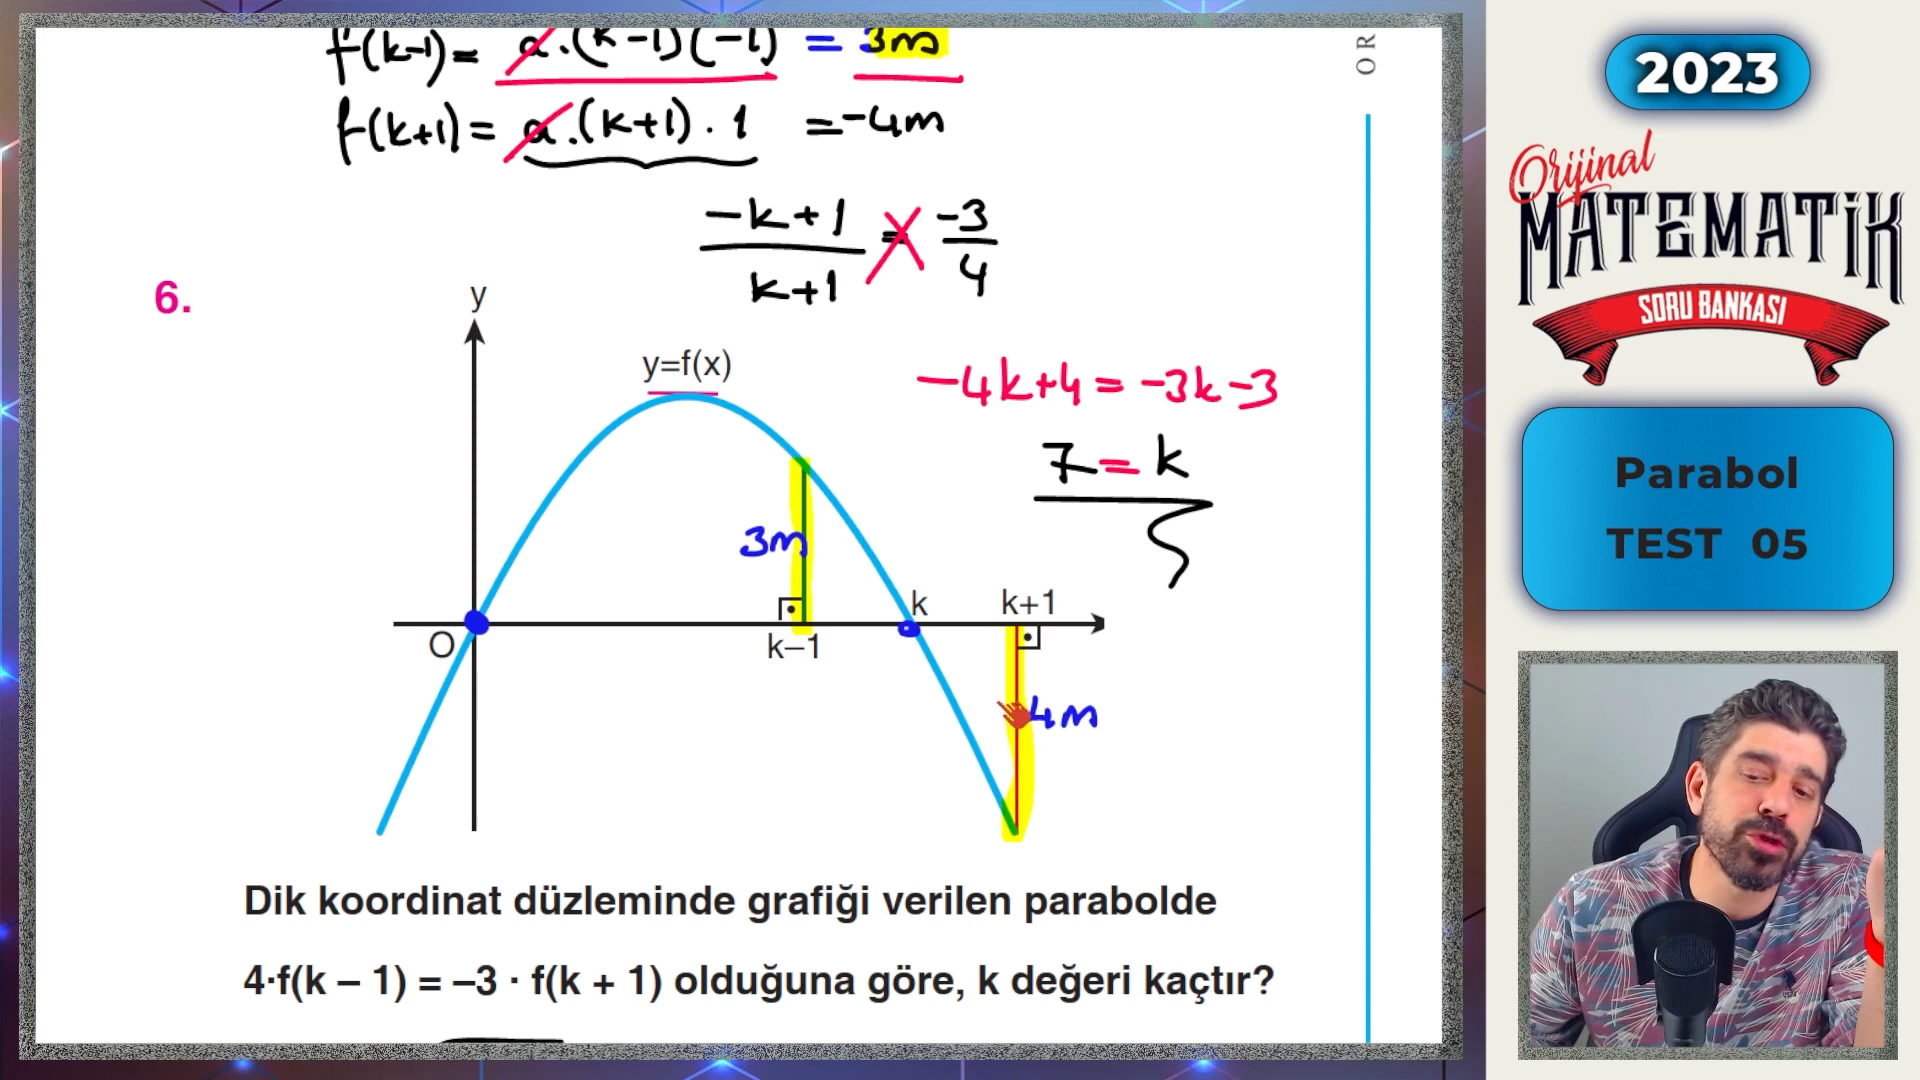 f(k-1)= a.(k-1)(-1) = 3m
f(k+1)= a.(k+1).1 =-4m
-k+1
k+1
=
-3
4
6.
y
y=f(x)
-4k+4=-3k-3
7=k
3m
k
k+1
O
k–1
4m
Dik koordinat düzleminde grafiği verilen parabolde
4·f(k – 1) = –3 · f(k + 1) olduğuna göre, k değeri kaçtır?
OR
2023
Orijinal
MATEMATİK
SORU BANKASI
Parabol
TEST 05